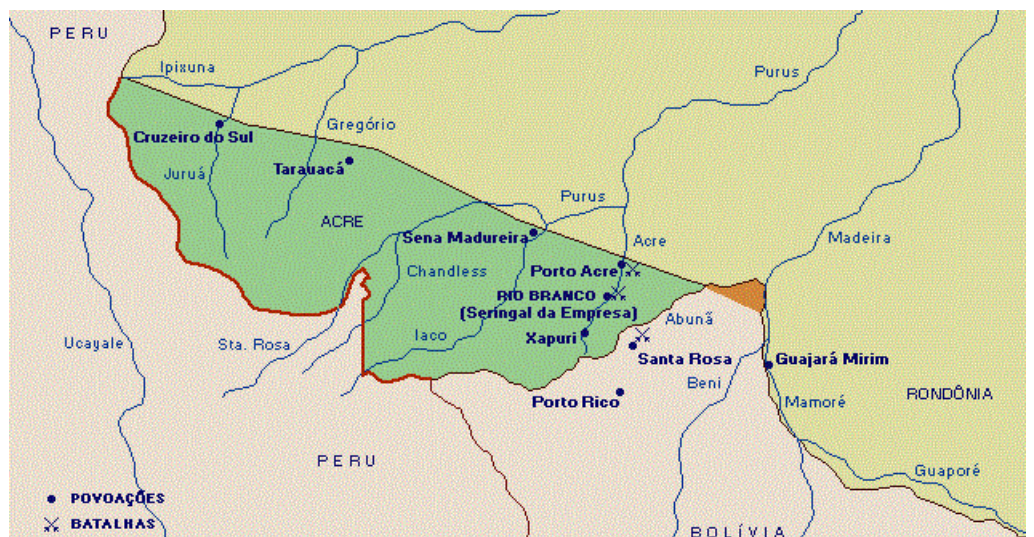 PERU
Ipixuna
Purus
Gregório
Cruzeiro do Sul
Juruá
Tarauacá
Purus
ACRE
Sena Madureira
Acre
Madeira
Chandless
Porto Acre
RIO BRANCO
(Seringal da Empresa)
Abunã
Iaco
Xapuri
Ucayale
Sta. Rosa
Santa Rosa
Guajará Mirim
Beni
RONDÔNIA
Porto Rico
Mamoré
PERU
Guaporé
POVOAÇÕES
BATALHAS
BOLÍVIA